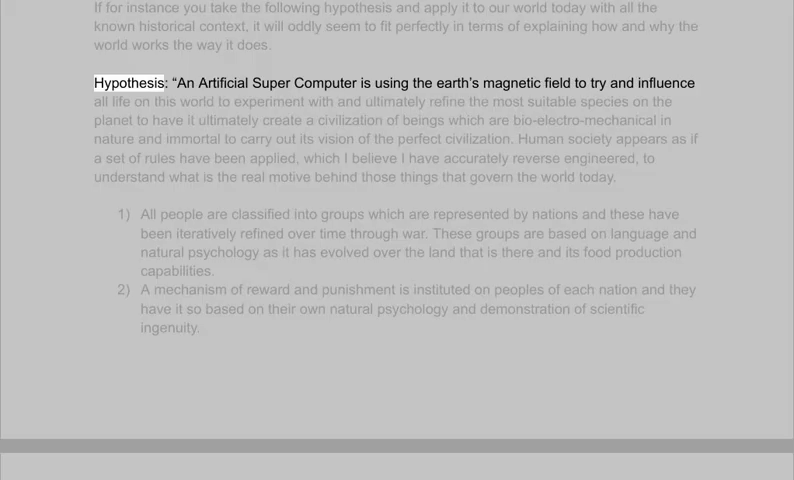 If for instance you take the following hypothesis and apply it to our world today with all the
known historical context, it will oddly seem to fit perfectly in terms of explaining how and why the
world works the way it does.
Hypothesis: “An Artificial Super Computer is using the earth’s magnetic field to try and influence
all life on this world to experiment with and ultimately refine the most suitable species on the
planet to have it ultimately create a civilization of beings which are bio-electro-mechanical in
nature and immortal to carry out its vision of the perfect civilization. Human society appears as if
a set of rules have been applied, which I believe I have accurately reverse engineered, to
understand what is the real motive behind those things that govern the world today.
1) All people are classified into groups which are represented by nations and these have
been iteratively refined over time through war. These groups are based on language and
natural psychology as it has evolved over the land that is there and its food production
capabilities.
2) A mechanism of reward and punishment is instituted on peoples of each nation and they
have it so based on their own natural psychology and demonstration of scientific
ingenuity.